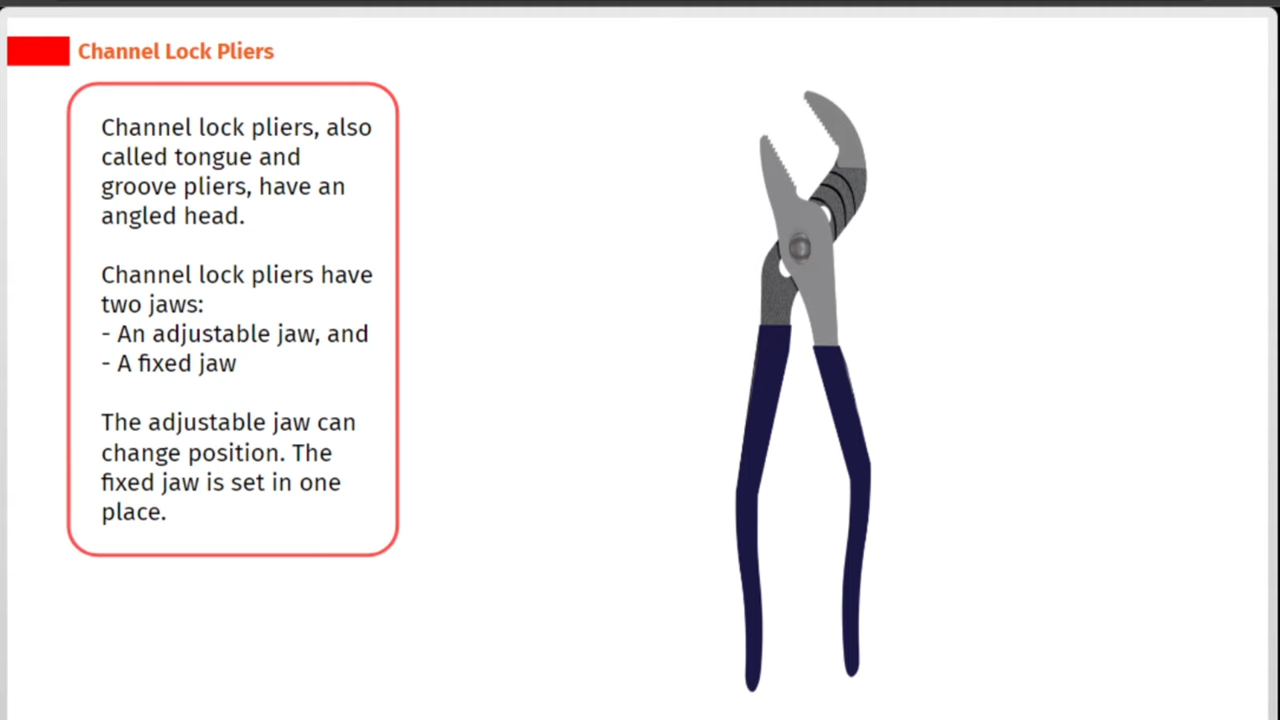 Channel Lock Pliers
Channel lock pliers, also
called tongue and
groove pliers, have an
angled head.
Channel lock pliers have
two jaws:
- An adjustable jaw, and
- A fixed jaw
The adjustable jaw can
change position. The
fixed jaw is set in one
place.